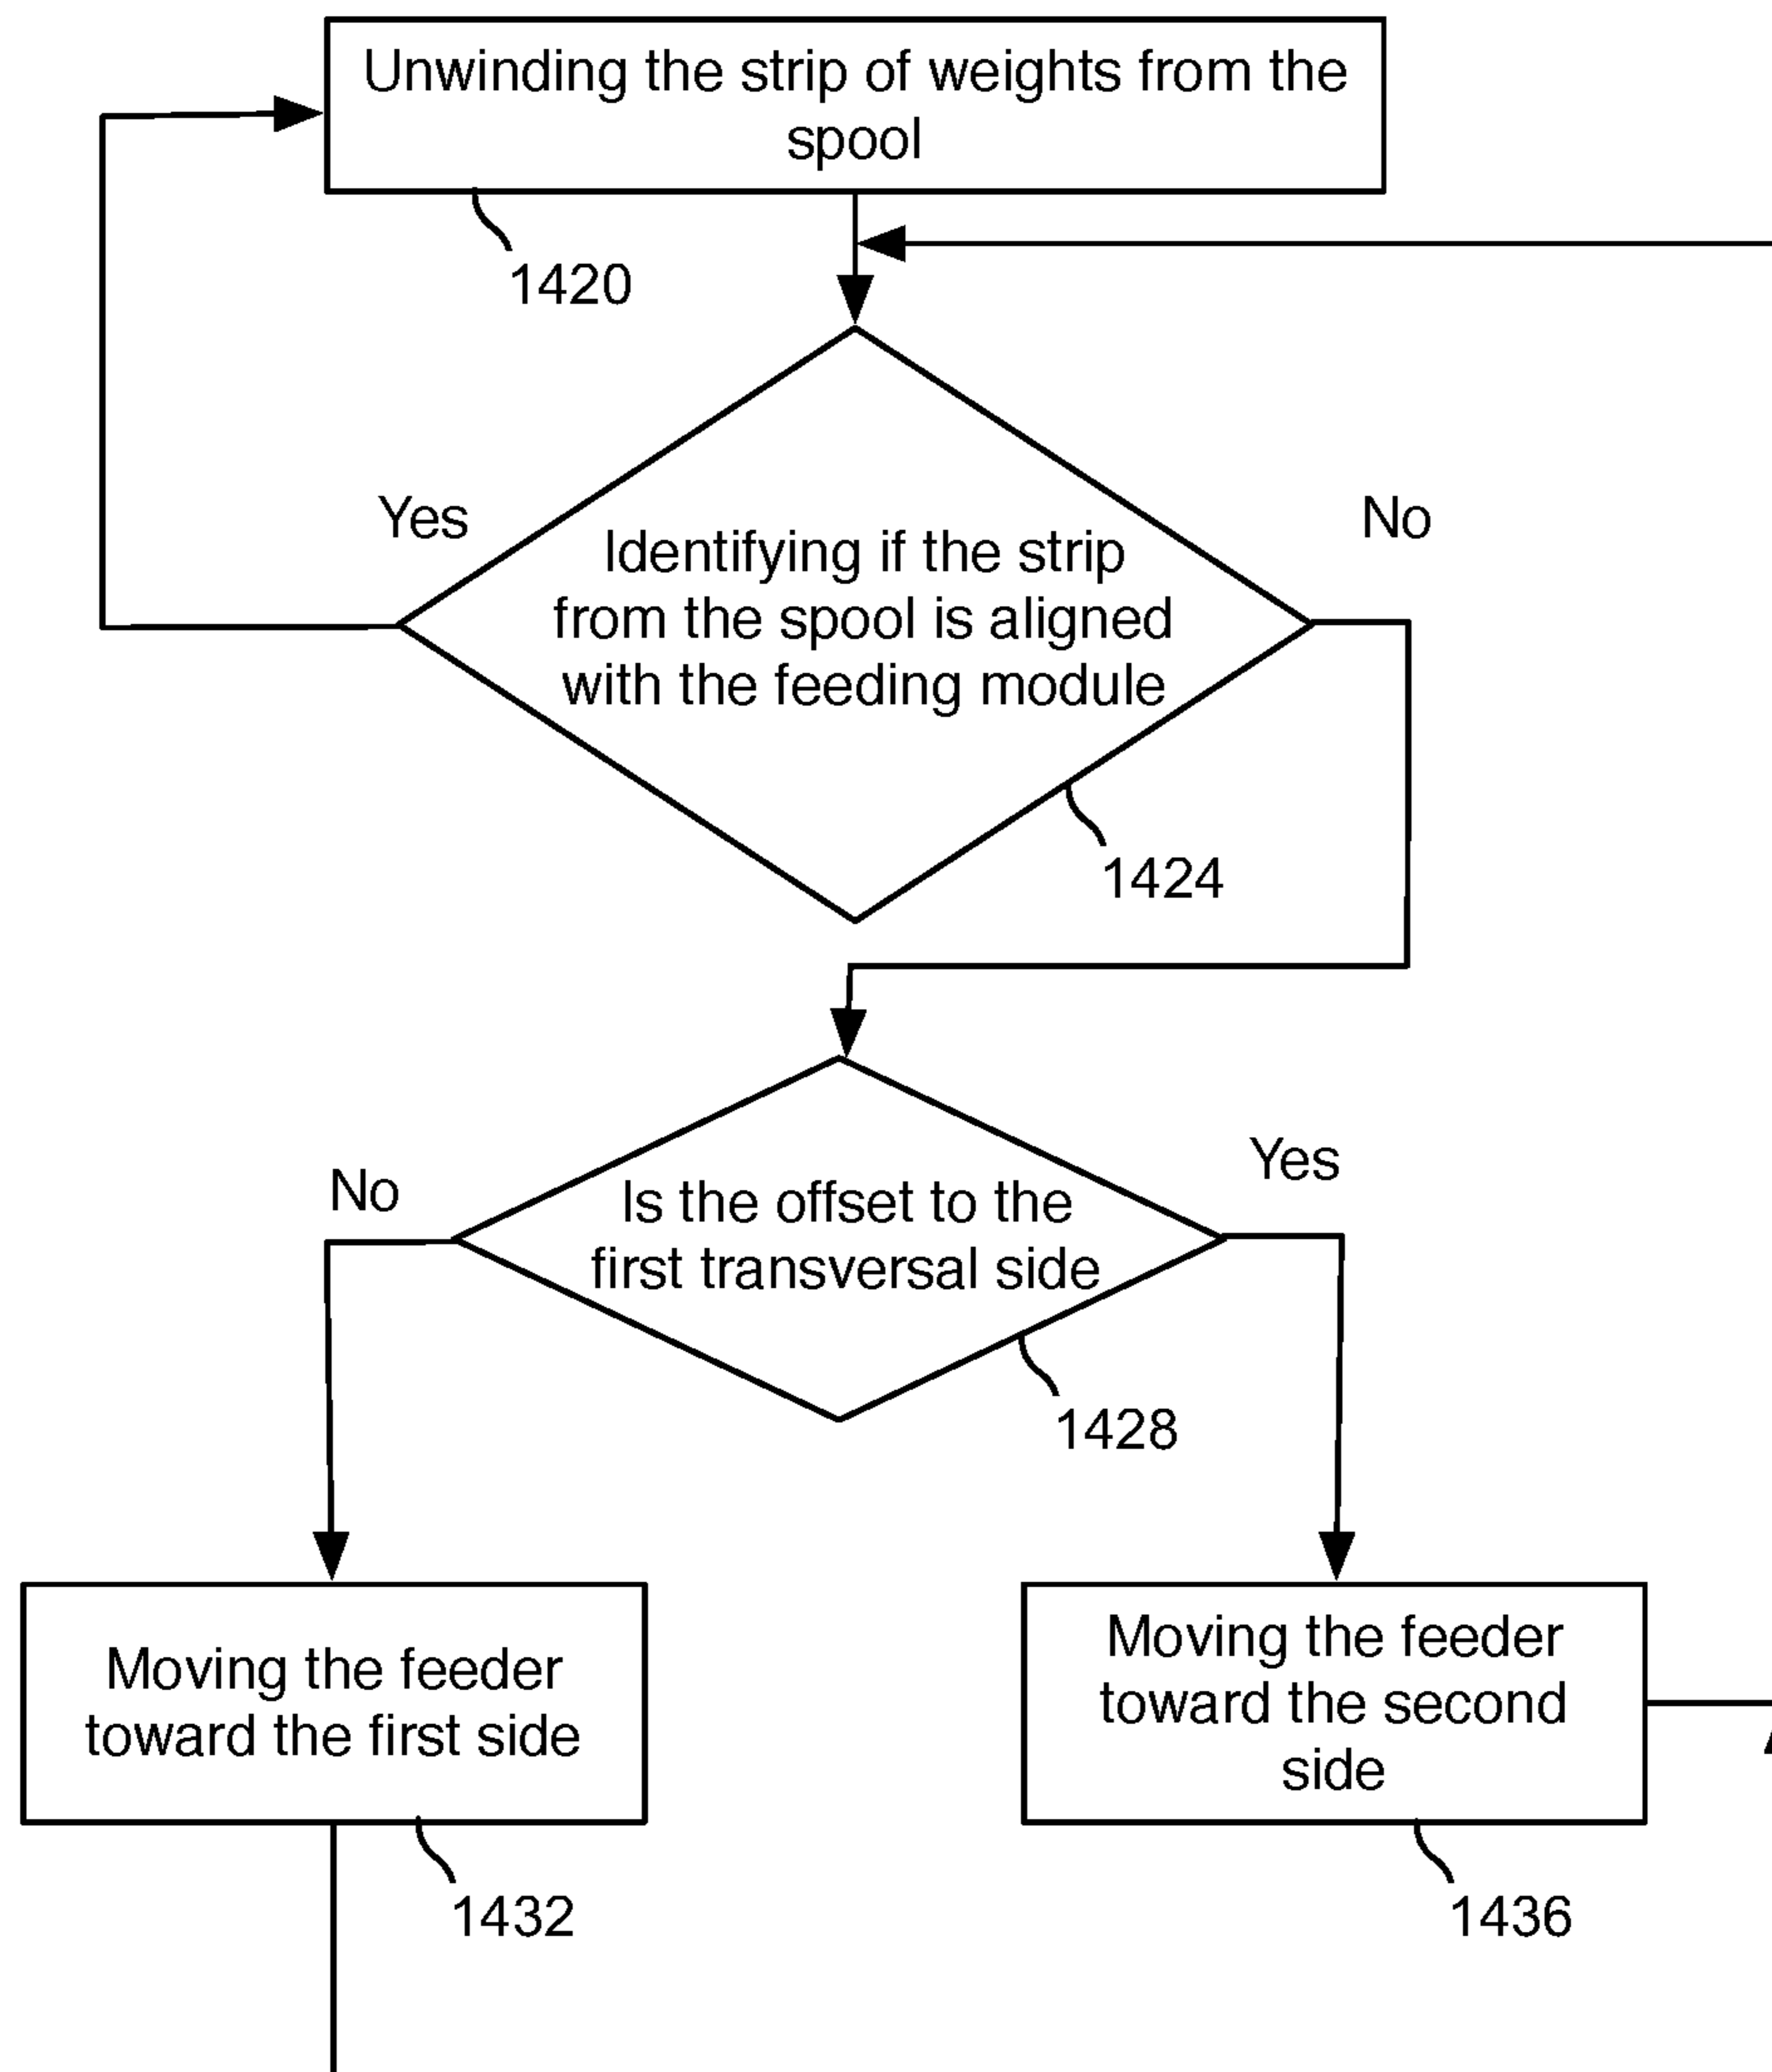 Unwinding the strip of weights from the
spool
1420
Yes
No
Identifying if the strip
from the spool is aligned
with the feeding module
1424
No
Yes
Is the offset to the
first transversal side
1428
Moving the feeder
toward the first side
1432
Moving the feeder
toward the second
side
1436